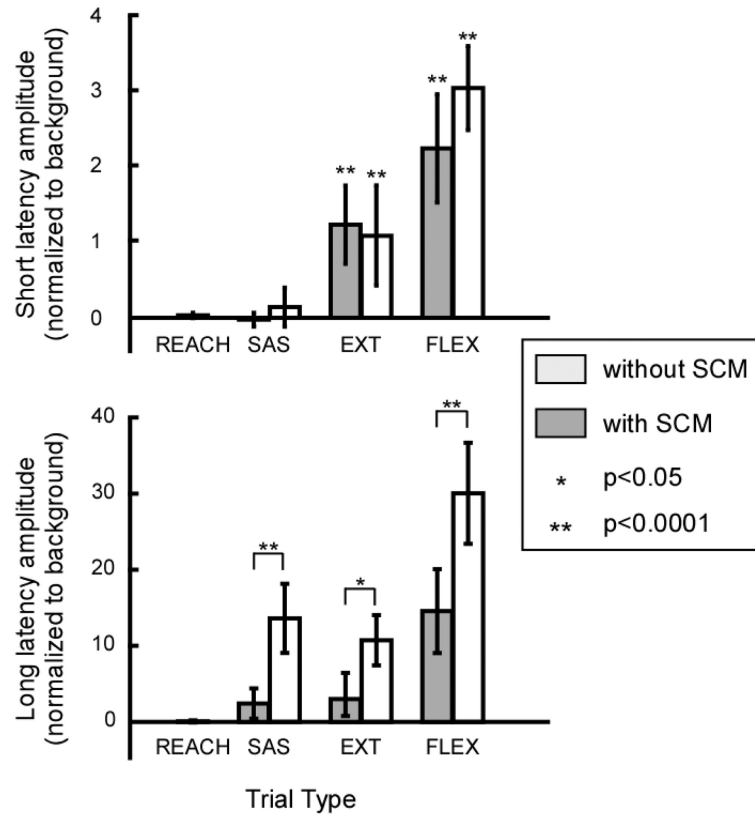 Short latency amplitude
(normalized to background)
4
3
2
1
0
**
**
**
**
REACH SAS EXT FLEX
without SCM
with SCM
* p<0.05
** p<0.0001
Long latency amplitude
(normalized to background)
40
30
20
10
0
**
*
**
REACH SAS EXT FLEX
Trial Type